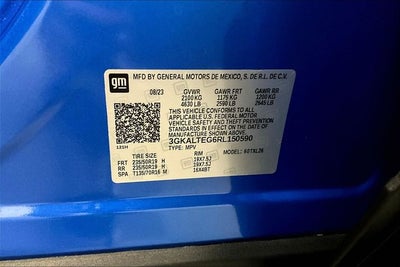 gm MFD BY GENERAL MOTORS DE MEXICO, S. DE R.L. DE C.V.
08/23 GVWR GAWR FRT GAWR RR
2100 KG 1175 KG 1200 KG
4630 LB 2590 LB 2645 LB
THIS VEHICLE CONFORMS TO ALL
APPLICABLE U.S. FEDERAL MOTOR
VEHICLE SAFETY AND THEFT
PREVENTION STANDARDS IN EFFECT
ON THE DATE OF MANUFACTURE
SHOWN ABOVE.
3GKALTEG6RL150590
TYPE: MPV MODEL: 6DTXL26
TIRE SIZE RIM
FRT 235/50R19 H 19X7.5J
RR 235/50R19 H 19X7.5J
SPA T135/70R16 M 16X4BT